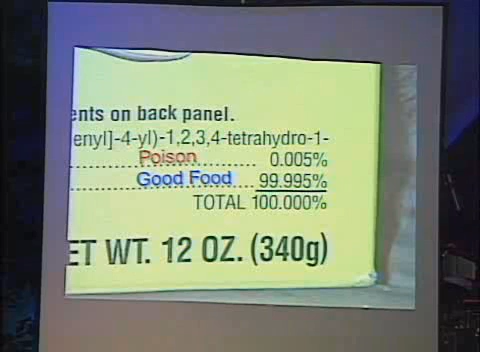 ents on back panel.
enyl]-4-yl)-1,2,3,4-tetrahydro-1-
Poison 0.005%
Good Food 99.995%
TOTAL 100.000%
ET WT. 12 OZ. (340g)